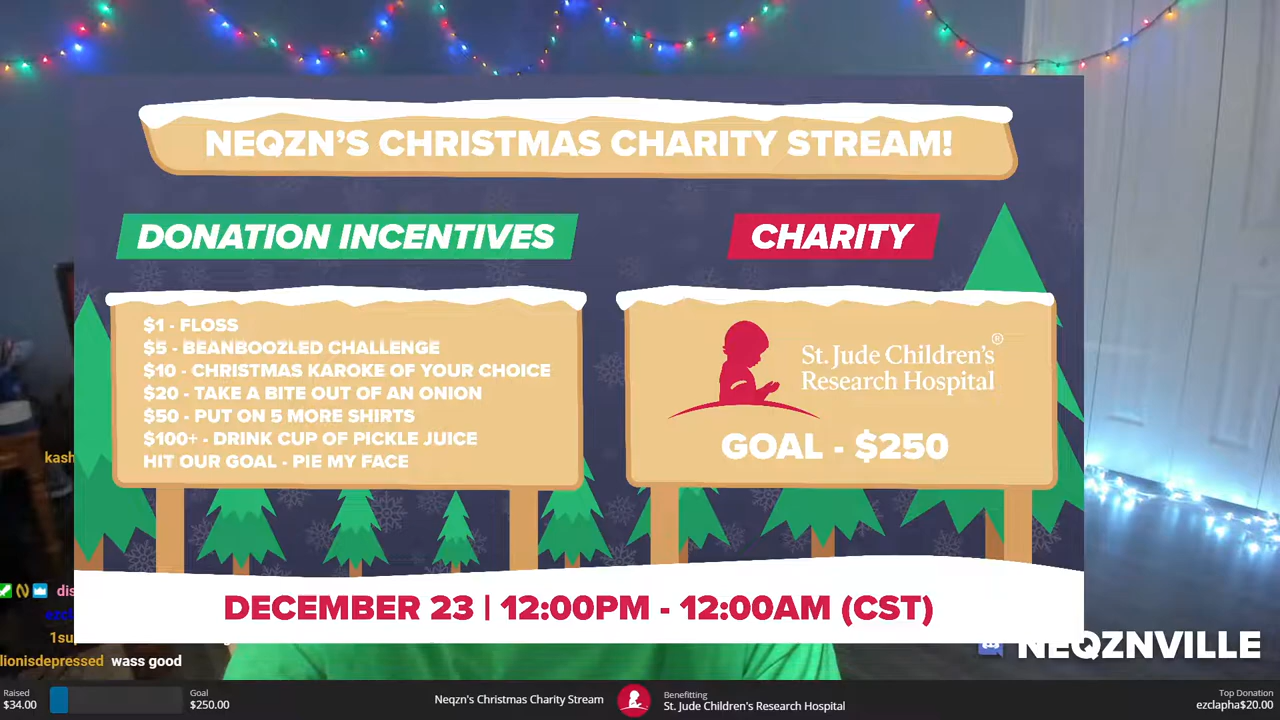 NEQZN'S CHRISTMAS CHARITY STREAM!
DONATION INCENTIVES
$1 - FLOSS
$5 - BEANBOOZLED CHALLENGE
$10 - CHRISTMAS KAROKE OF YOUR CHOICE
$20 - TAKE A BITE OUT OF AN ONION
$50 - PUT ON 5 MORE SHIRTS
$100+ - DRINK CUP OF PICKLE JUICE
HIT OUR GOAL - PIE MY FACE
CHARITY
St. Jude Children's®
Research Hospital
GOAL - $250
DECEMBER 23 | 12:00PM - 12:00AM (CST)
kash
dis
ezcl
1su
lionisdepressed wass good
NEQZNVILLE
Raised
$34.00
Goal
$250.00
Neqzn's Christmas Charity Stream
Benefitting
St. Jude Children's Research Hospital
Top Donation
ezclapha$20.00